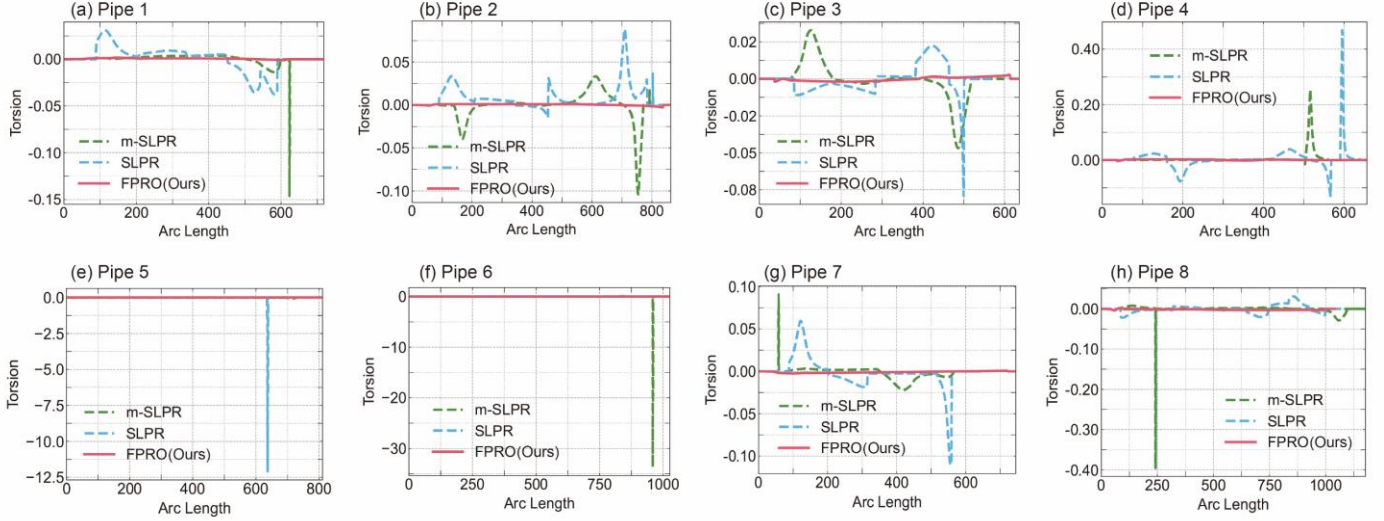 (a) Pipe 1
0.00
-0.05
-0.10
-0.15
Torsion
m-SLPR
SLPR
FPRO(Ours)
0 200 400 600
Arc Length
(b) Pipe 2
0.05
0.00
-0.05
-0.10
Torsion
m-SLPR
SLPR
FPRO(Ours)
0 200 400 600 800
Arc Length
(c) Pipe 3
0.02
0.00
-0.02
-0.05
-0.08
Torsion
m-SLPR
SLPR
FPRO(Ours)
0 200 400 600
Arc Length
(d) Pipe 4
0.40
0.20
0.00
Torsion
m-SLPR
SLPR
FPRO(Ours)
0 200 400 600
Arc Length
(e) Pipe 5
0.0
-2.5
-5.0
-7.5
-10.0
-12.5
Torsion
m-SLPR
SLPR
FPRO(Ours)
0 200 400 600 800
Arc Length
(f) Pipe 6
0
-10
-20
-30
Torsion
m-SLPR
SLPR
FPRO(Ours)
0 250 500 750 1000
Arc Length
(g) Pipe 7
0.10
0.05
0.00
-0.05
-0.10
Torsion
m-SLPR
SLPR
FPRO(Ours)
0 200 400 600
Arc Length
(h) Pipe 8
0.00
-0.10
-0.20
-0.30
-0.40
Torsion
m-SLPR
SLPR
FPRO(Ours)
0 250 500 750 1000
Arc Length